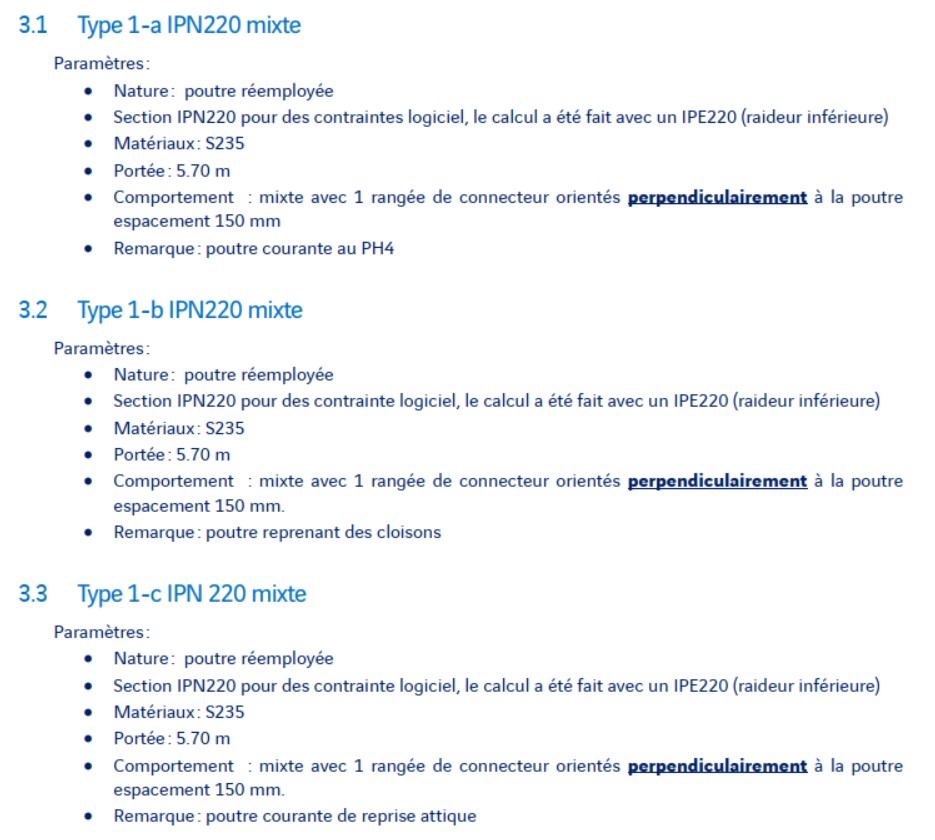 3.1 Type 1-a IPN220 mixte
Paramètres :
• Nature : poutre réemployée
• Section IPN220 pour des contraintes logiciel, le calcul a été fait avec un IPE220 (raideur inférieure)
• Matériaux : S235
• Portée : 5.70 m
• Comportement : mixte avec 1 rangée de connecteur orientés perpendiculairement à la poutre
espacement 150 mm
• Remarque : poutre courante au PH4
3.2 Type 1-b IPN220 mixte
Paramètres :
• Nature : poutre réemployée
• Section IPN220 pour des contrainte logiciel, le calcul a été fait avec un IPE220 (raideur inférieure)
• Matériaux : S235
• Portée : 5.70 m
• Comportement : mixte avec 1 rangée de connecteur orientés perpendiculairement à la poutre
espacement 150 mm.
• Remarque : poutre reprenant des cloisons
3.3 Type 1-c IPN 220 mixte
Paramètres :
• Nature : poutre réemployée
• Section IPN220 pour des contrainte logiciel, le calcul a été fait avec un IPE220 (raideur inférieure)
• Matériaux : S235
• Portée : 5.70 m
• Comportement : mixte avec 1 rangée de connecteur orientés perpendiculairement à la poutre
espacement 150 mm.
• Remarque : poutre courante de reprise attique